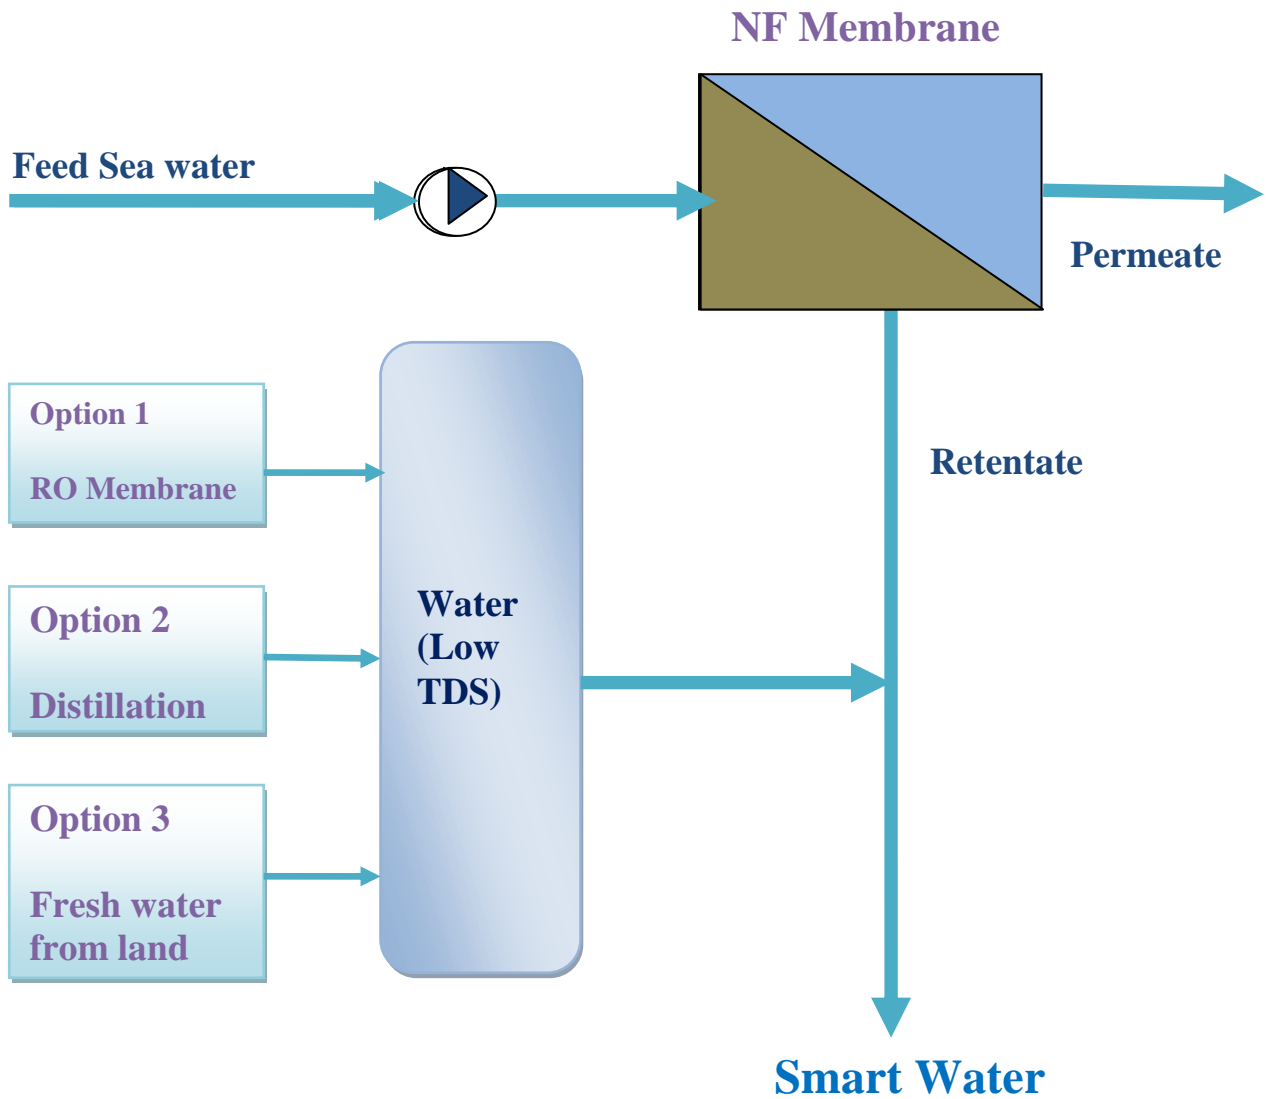 NF Membrane
Feed Sea water
Permeate
Option 1
RO Membrane
Retentate
Option 2
Distillation
Water
(Low
TDS)
Option 3
Fresh water
from land
Smart Water